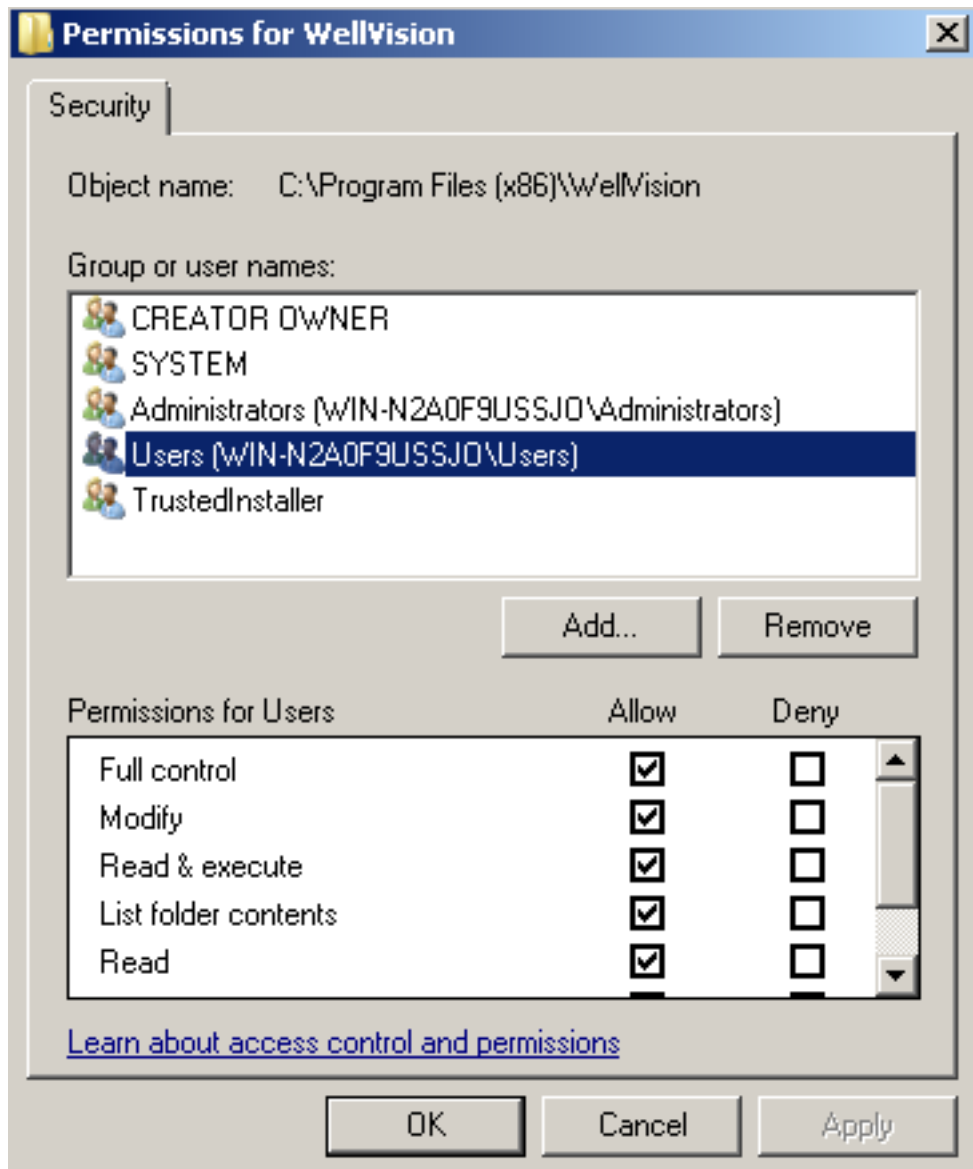 Permissions for WellVision
Security
Object name: C:\Program Files (x86)\WellVision
Group or user names:
CREATOR OWNER
SYSTEM
Administrators (WIN-N2A0F9USSJO\Administrators)
Users (WIN-N2A0F9USSJO\Users)
TrustedInstaller
Add... Remove
Permissions for Users Allow Deny
Full control
Modify
Read & execute
List folder contents
Read
Learn about access control and permissions
OK Cancel Apply